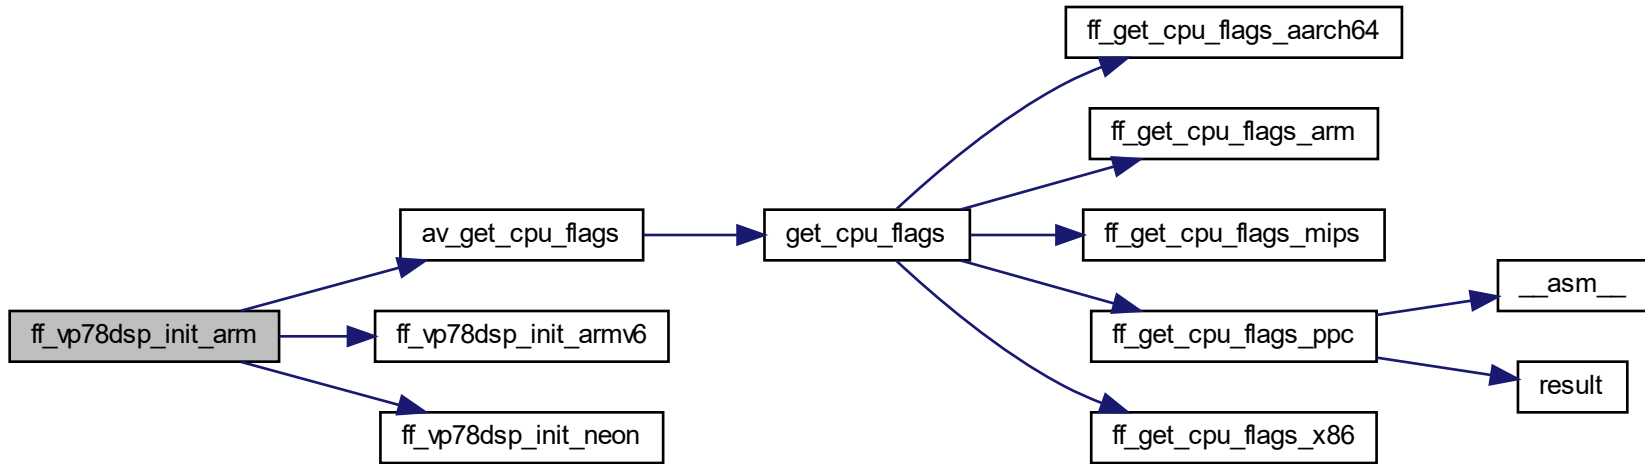 ff_vp78dsp_init_arm
av_get_cpu_flags
ff_vp78dsp_init_armv6
ff_vp78dsp_init_neon
get_cpu_flags
ff_get_cpu_flags_aarch64
ff_get_cpu_flags_arm
ff_get_cpu_flags_mips
ff_get_cpu_flags_ppc
ff_get_cpu_flags_x86
__asm__
result